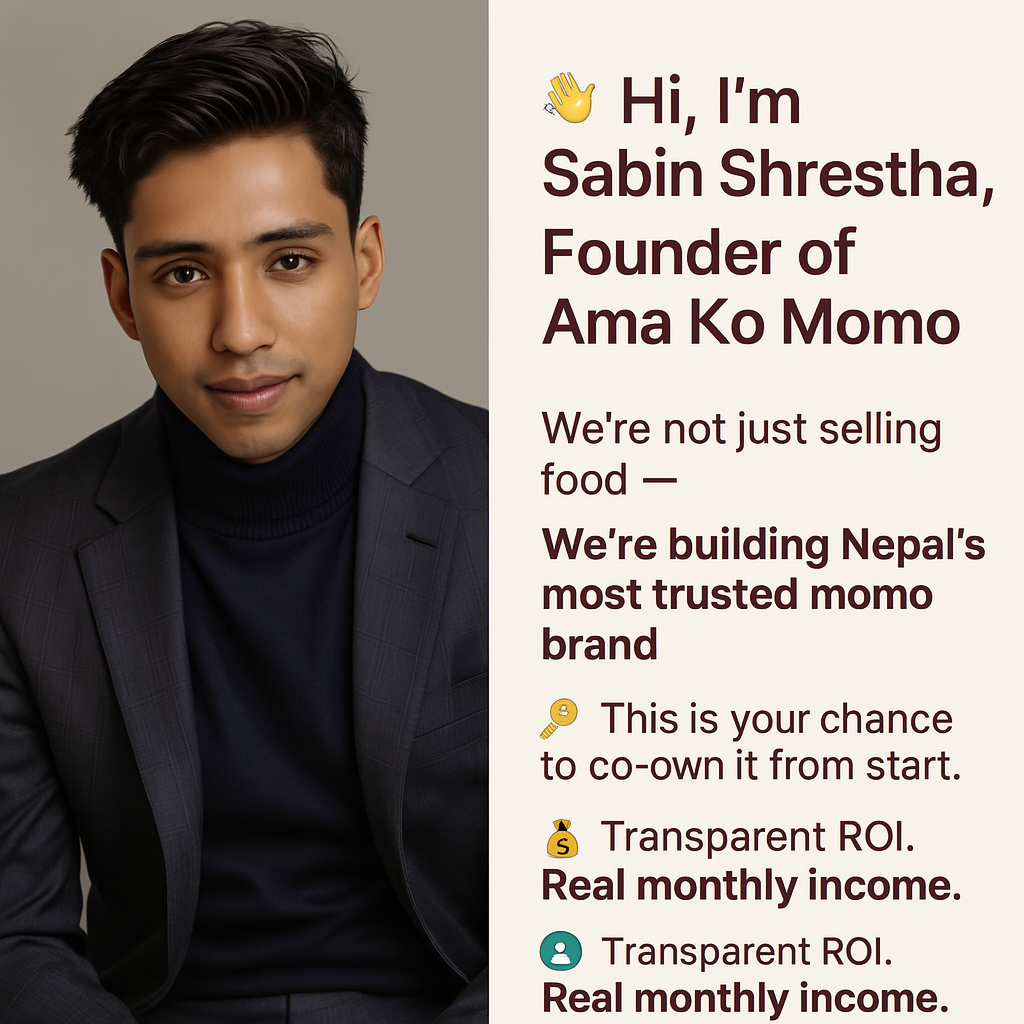 👋 Hi, I’m
Sabin Shrestha,
Founder of
Ama Ko Momo
We're not just selling
food —
We’re building Nepal’s
most trusted momo
brand
🔑 This is your chance
to co-own it from start.
💰 Transparent ROI.
Real monthly income.
👤 Transparent ROI.
Real monthly income.